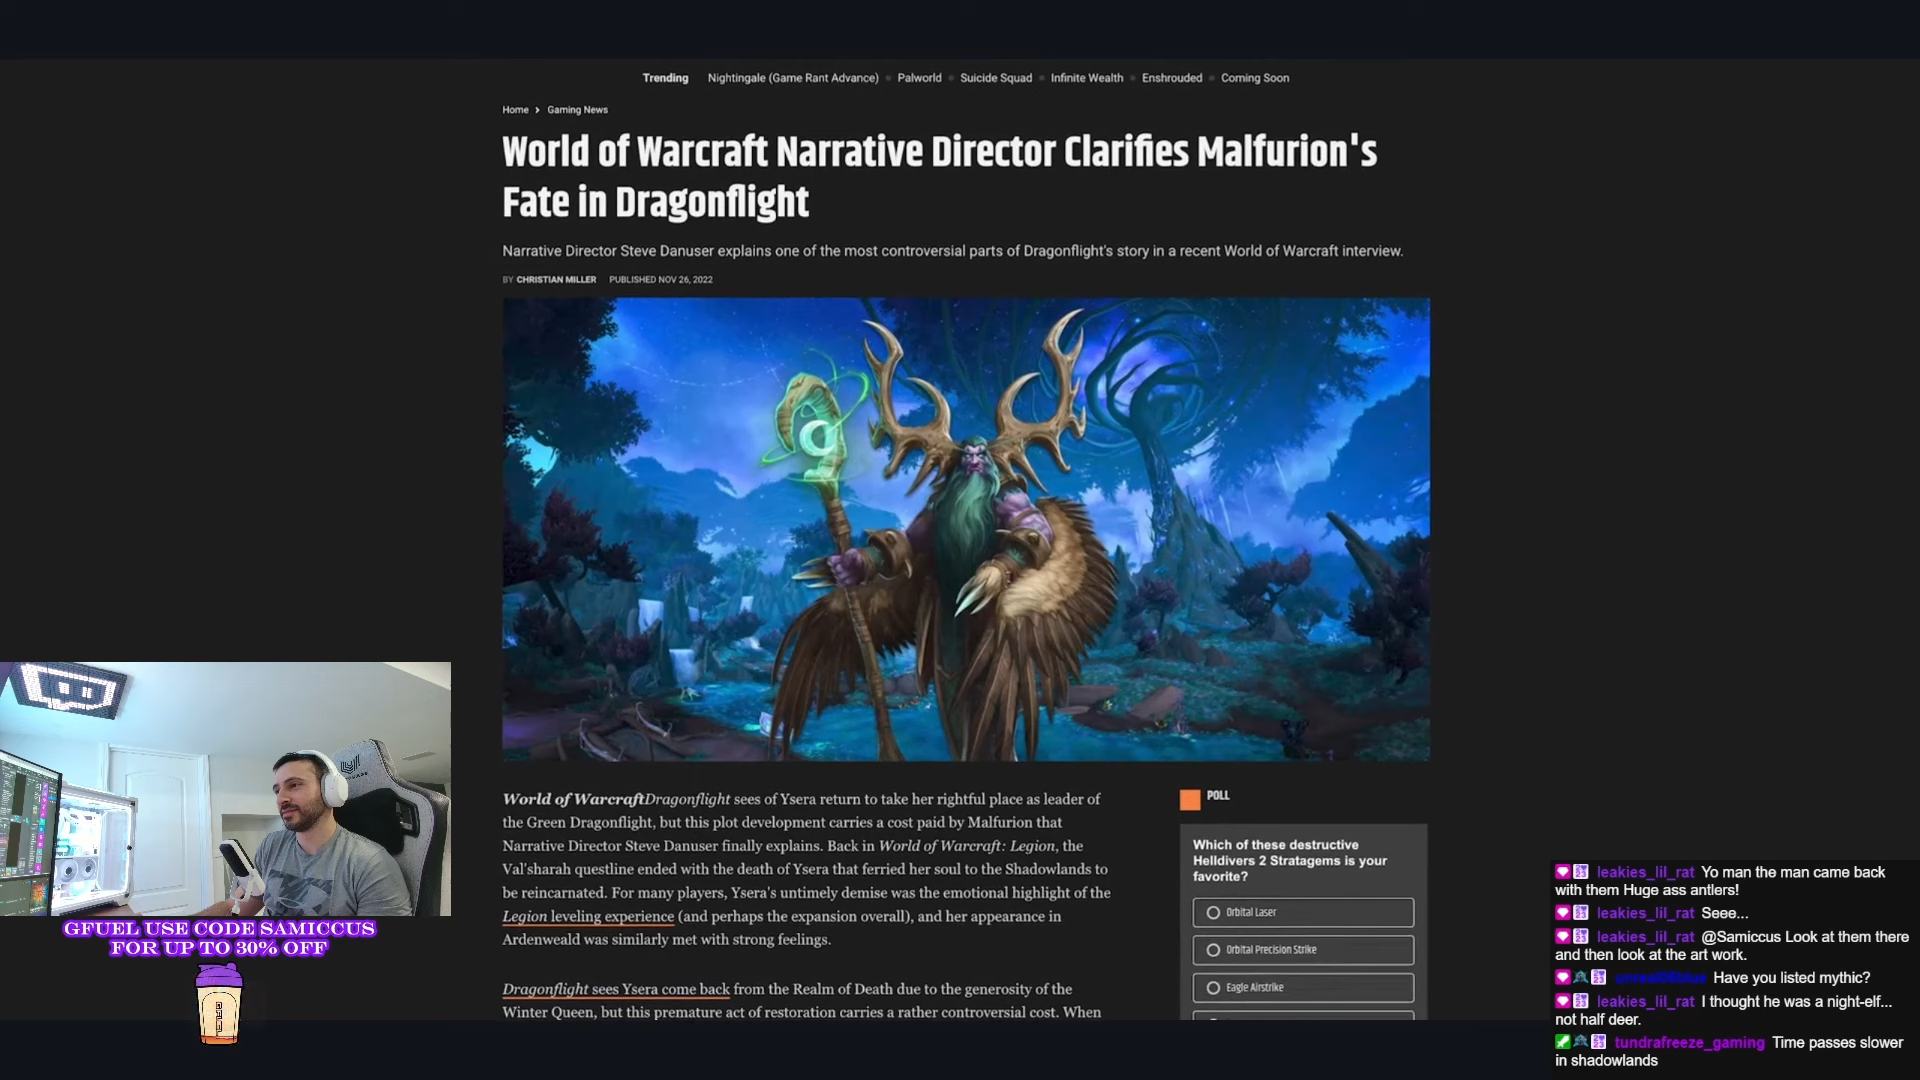 Trending Nightingale (Game Rant Advance) Palworld Suicide Squad Infinite Wealth Enshrouded Coming Soon
Home > Gaming News
World of Warcraft Narrative Director Clarifies Malfurion's
Fate in Dragonflight
Narrative Director Steve Danuser explains one of the most controversial parts of Dragonflight's story in a recent World of Warcraft interview.
BY CHRISTIAN MILLER PUBLISHED NOV 26, 2022
World of WarcraftDragonflight sees of Ysera return to take her rightful place as leader of
the Green Dragonflight, but this plot development carries a cost paid by Malfurion that
Narrative Director Steve Danuser finally explains. Back in World of Warcraft: Legion, the
Val'sharah questline ended with the death of Ysera that ferried her soul to the Shadowlands to
be reincarnated. For many players, Ysera's untimely demise was the emotional highlight of the
Legion leveling experience (and perhaps the expansion overall), and her appearance in
Ardenweald was similarly met with strong feelings.
Dragonflight sees Ysera come back from the Realm of Death due to the generosity of the
Winter Queen, but this premature act of restoration carries a rather controversial cost. When
POLL
Which of these destructive
Helldivers 2 Stratagems is your
favorite?
Orbital Laser
Orbital Precision Strike
Eagle Airstrike
GFUEL USE CODE SAMICCUS
FOR UP TO 30% OFF
leakies_lil_rat Yo man the man came back
with them Huge ass antlers!
leakies_lil_rat Seee...
leakies_lil_rat @Samiccus Look at them there
and then look at the art work.
Have you listed mythic?
leakies_lil_rat I thought he was a night-elf...
not half deer.
tundrafreeze_gaming Time passes slower
in shadowlands